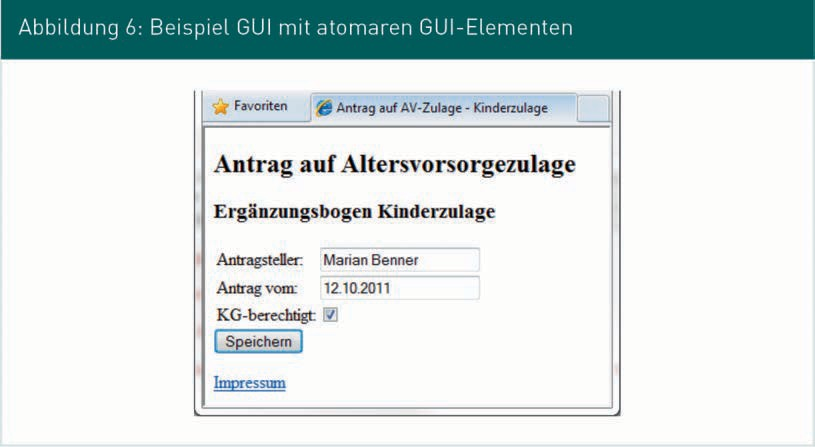 Abbildung 6: Beispiel GUI mit atomaren GUI-Elementen
Favoriten
Antrag auf AV-Zulage - Kinderzulage
Antrag auf Altersvorsorgezulage
Ergänzungsbogen Kinderzulage
Antragsteller: Marian Benner
Antrag vom: 12.10.2011
KG-berechtigt:
Speichern
Impressum